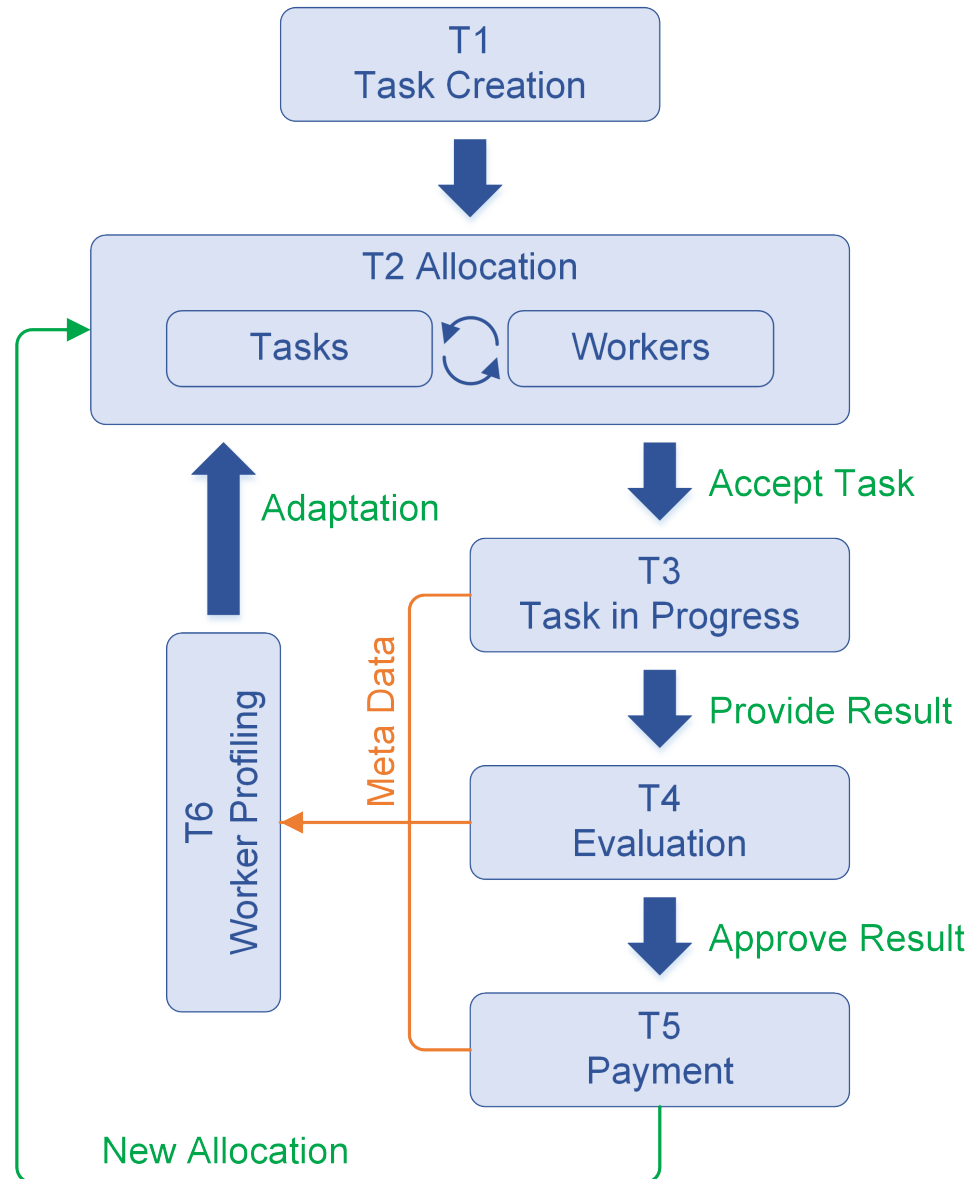 T1
Task Creation
T2 Allocation
Tasks
Workers
Accept Task
Adaptation
T3
Task in Progress
Meta Data
Provide Result
T6
Worker Profiling
T4
Evaluation
Approve Result
T5
Payment
New Allocation